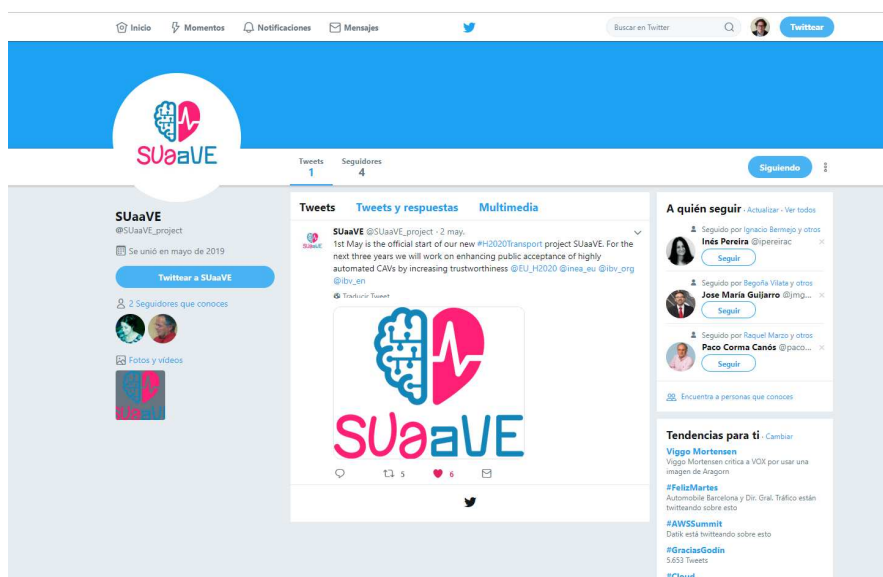 Inicio Momentos Notificaciones Mensajes Buscar en Twitter Twittear
SUaaVE
Tweets Seguidores
1 4
Siguiendo
SUaaVE
@SUaaVE_project
Se unió en mayo de 2019
Twittear a SUaaVE
2 Seguidores que conoces
Fotos y vídeos
SUaaVE
Tweets Tweets y respuestas Multimedia
SUaaVE
SUaaVE @SUaaVE_project - 2 may.
1st May is the official start of our new #H2020Transport project SUaaVE. For the
next three years we will work on enhancing public acceptance of highly
automated CAVs by increasing trustworthiness @EU_H2020 @inea_eu @ibv_org
@ibv_en
Traducir Tweet
SUaaVE
5 6
A quién seguir · Actualizar · Ver todos
Seguido por Ignacio Bermejo y otros
Inés Pereira @ipereirac
Seguir
Seguido por Begoña Vilata y otros
Jose María Guijarro @jmg...
Seguir
Seguido por Raquel Marzo y otros
Paco Corma Canós @paco...
Seguir
Encuentra a personas que conoces
Tendencias para ti · Cambiar
Viggo Mortensen
Viggo Mortensen critica a VOX por usar una
imagen de Aragorn
#FelizMartes
Automobile Barcelona y Dir. Gral. Tráfico están
twitteando sobre esto
#AWSSummit
Datik está twitteando sobre esto
#GraciasGodín
5.653 Tweets
#Cloud